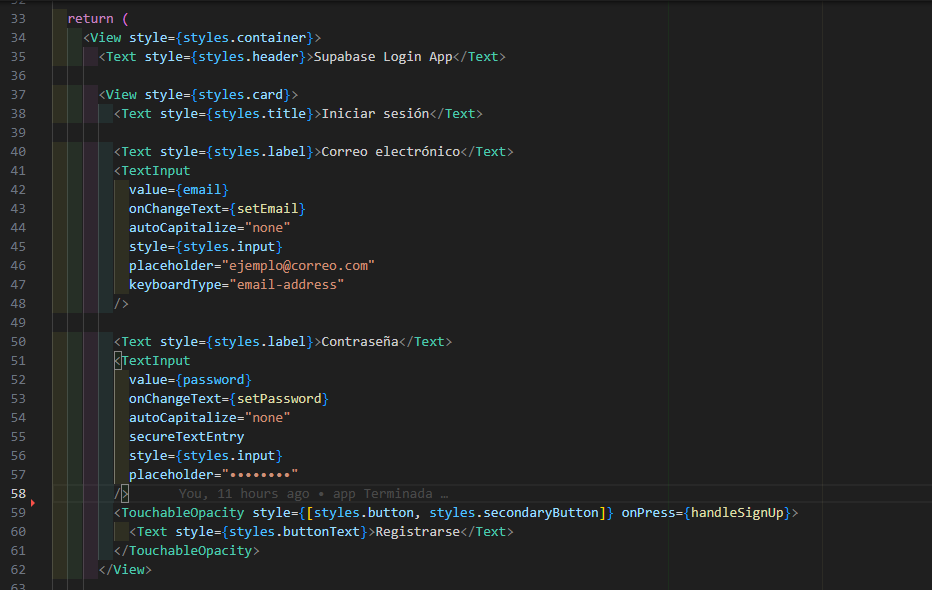 33 return (
34 <View style={styles.container}>
35 <Text style={styles.header}>Supabase Login App</Text>
36
37 <View style={styles.card}>
38 <Text style={styles.title}>Iniciar sesión</Text>
39
40 <Text style={styles.label}>Correo electrónico</Text>
41 <TextInput
42 value={email}
43 onChangeText={setEmail}
44 autoCapitalize="none"
45 style={styles.input}
46 placeholder="ejemplo@correo.com"
47 keyboardType="email-address"
48 />
49
50 <Text style={styles.label}>Contraseña</Text>
51 <TextInput
52 value={password}
53 onChangeText={setPassword}
54 autoCapitalize="none"
55 secureTextEntry
56 style={styles.input}
57 placeholder="••••••••"
58 /> You, 11 hours ago • app Terminada …
59 <TouchableOpacity style={[styles.button, styles.secondaryButton]} onPress={handleSignUp}>
60 <Text style={styles.buttonText}>Registrarse</Text>
61 </TouchableOpacity>
62 </View>
63